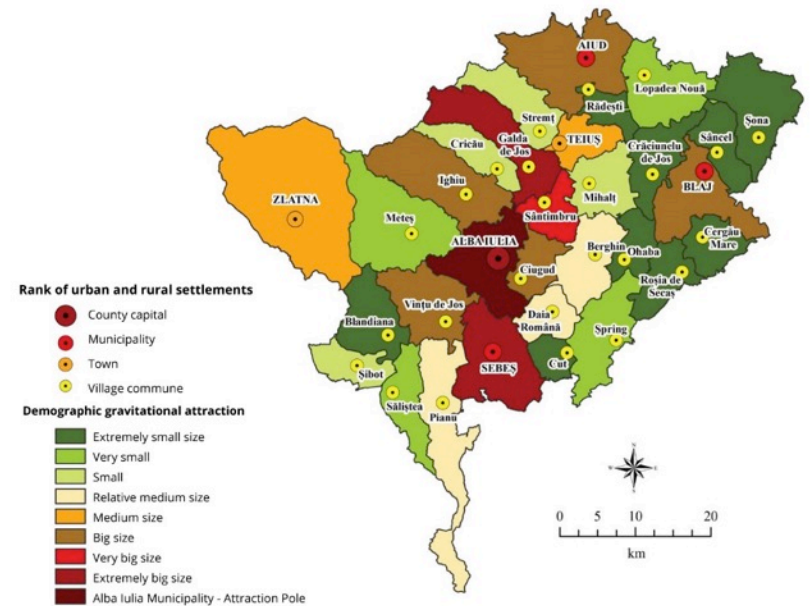 AIUD
Lopadea Nouă
Rădești
Stremț
Șona
TEIUȘ
Galda
de Jos
Cricău
Crăciunelu
de Jos
Sâncel
Ighiu
Mihalț
BLAJ
ZLATNA
Sântimbru
Meteș
ALBA IULIA
Cergău
Mare
Berghin
Ohaba
Ciugud
Roșia de
Secaș
Vințu de Jos
Daia
Română
Blandiana
Șpring
SEBEȘ
Cut
Șibot
Săliștea
Pianu
Rank of urban and rural settlements
County capital
Municipality
Town
Village commune
Demographic gravitational attraction
Extremely small size
Very small
Small
Relative medium size
Medium size
Big size
Very big size
Extremely big size
Alba Iulia Municipality - Attraction Pole
N
W
E
S
0 5 10 20
km